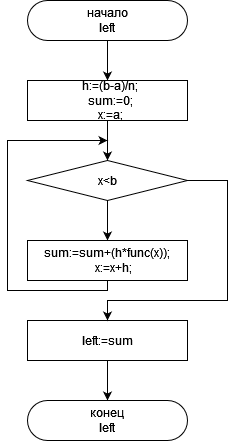 начало
left
h:=(b-a)/n;
sum:=0;
x:=a;
x<b
sum:=sum+(h*func(x));
x:=x+h;
left:=sum
конец
left